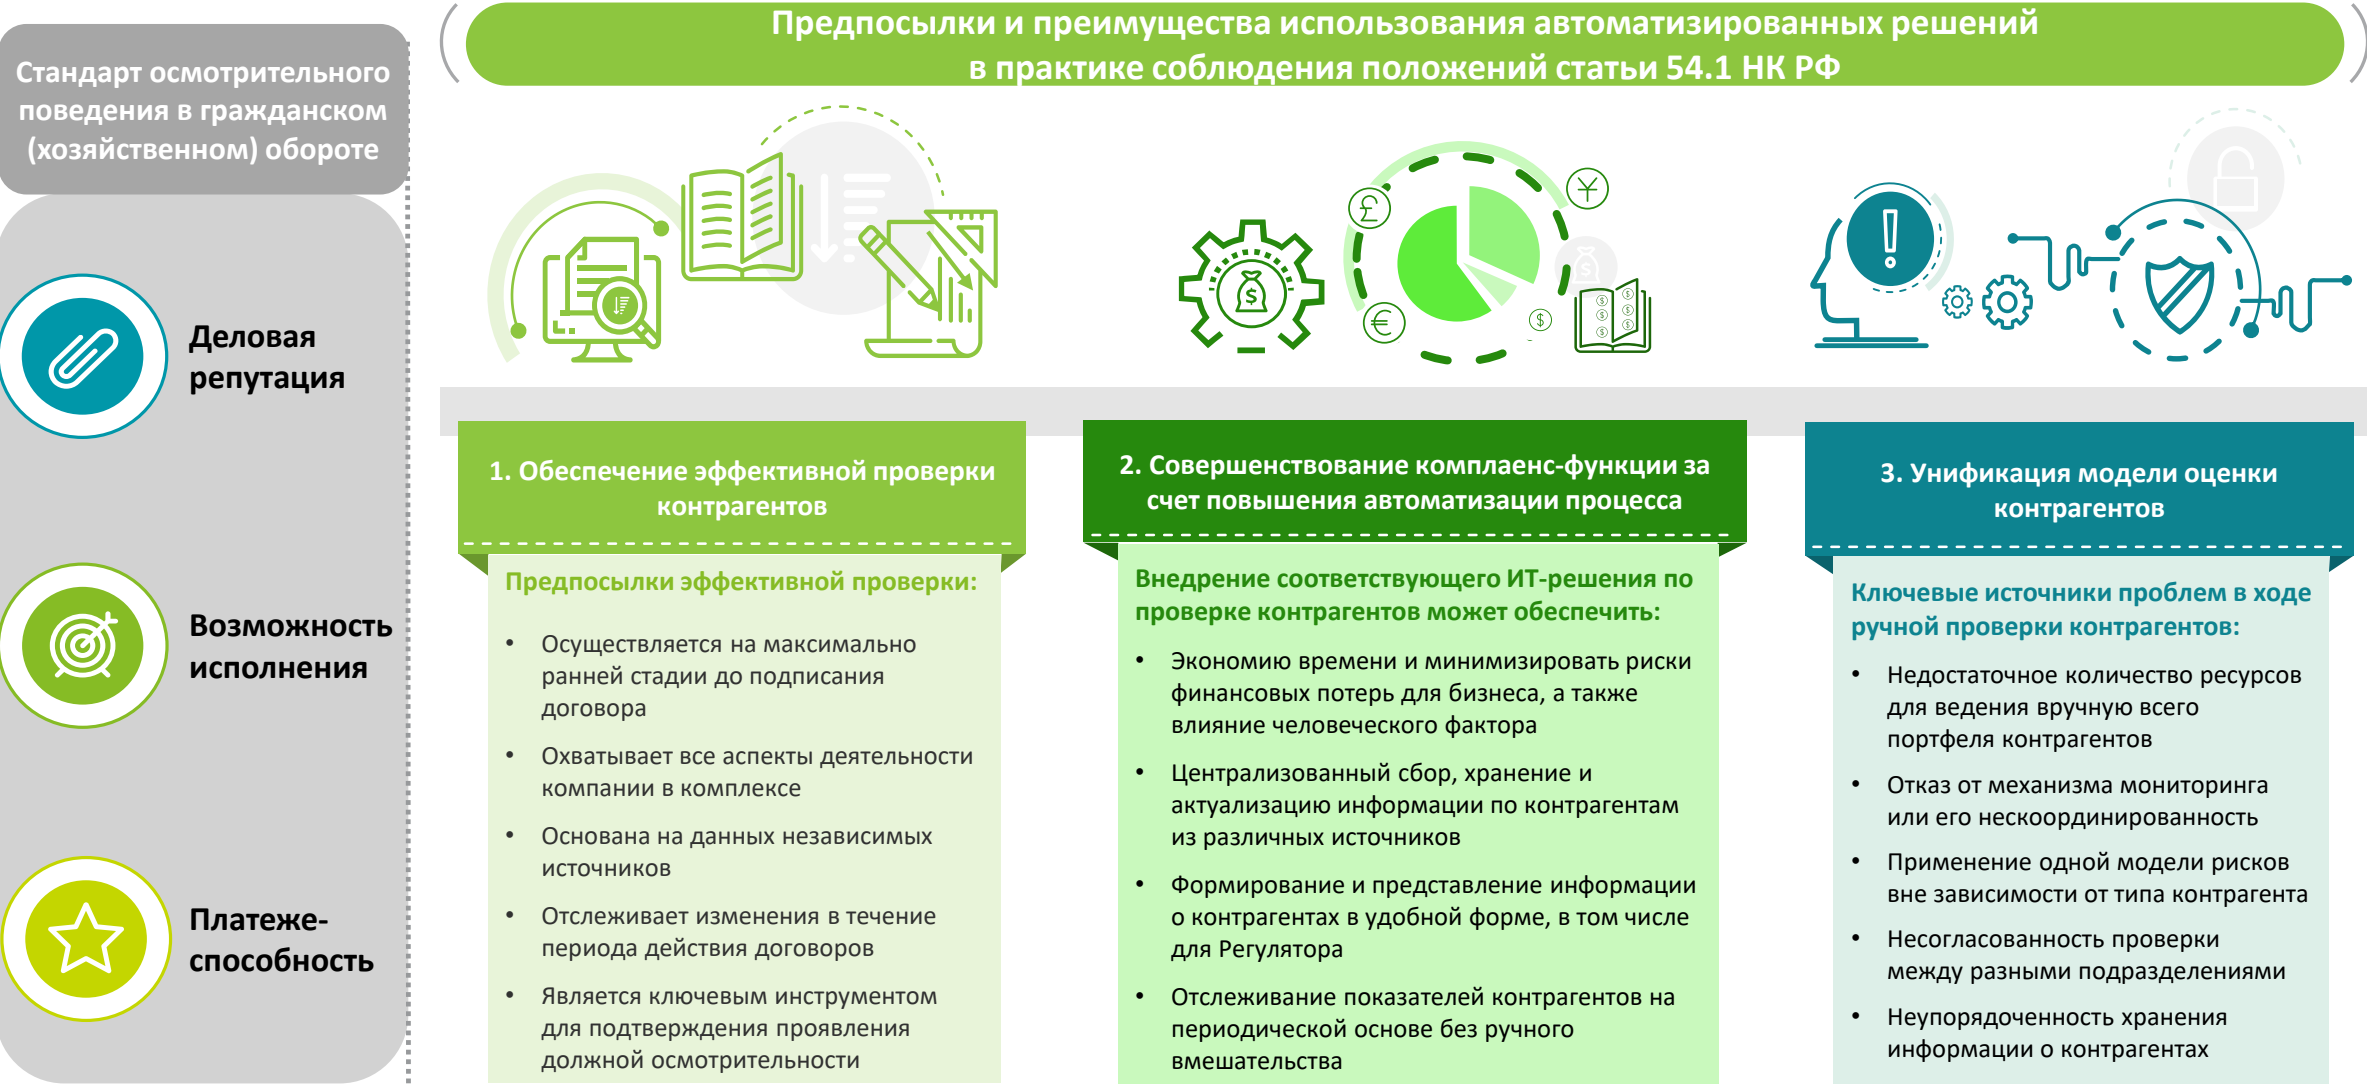 Стандарт осмотрительного
поведения в гражданском
(хозяйственном) обороте
Деловая
репутация
Возможность
исполнения
Платеже-
способность
Предпосылки и преимущества использования автоматизированных решений
в практике соблюдения положений статьи 54.1 НК РФ
1. Обеспечение эффективной проверки
контрагентов
Предпосылки эффективной проверки:
• Осуществляется на максимально
ранней стадии до подписания
договора
• Охватывает все аспекты деятельности
компании в комплексе
• Основана на данных независимых
источников
• Отслеживает изменения в течение
периода действия договоров
• Является ключевым инструментом
для подтверждения проявления
должной осмотрительности
2. Совершенствование комплаенс-функции за
счет повышения автоматизации процесса
Внедрение соответствующего ИТ-решения по
проверке контрагентов может обеспечить:
• Экономию времени и минимизировать риски
финансовых потерь для бизнеса, а также
влияние человеческого фактора
• Централизованный сбор, хранение и
актуализацию информации по контрагентам
из различных источников
• Формирование и представление информации
о контрагентах в удобной форме, в том числе
для Регулятора
• Отслеживание показателей контрагентов на
периодической основе без ручного
вмешательства
3. Унификация модели оценки
контрагентов
Ключевые источники проблем в ходе
ручной проверки контрагентов:
• Недостаточное количество ресурсов
для ведения вручную всего
портфеля контрагентов
• Отказ от механизма мониторинга
или его нескоординированность
• Применение одной модели рисков
вне зависимости от типа контрагента
• Несогласованность проверки
между разными подразделениями
• Неупорядоченность хранения
информации о контрагентах